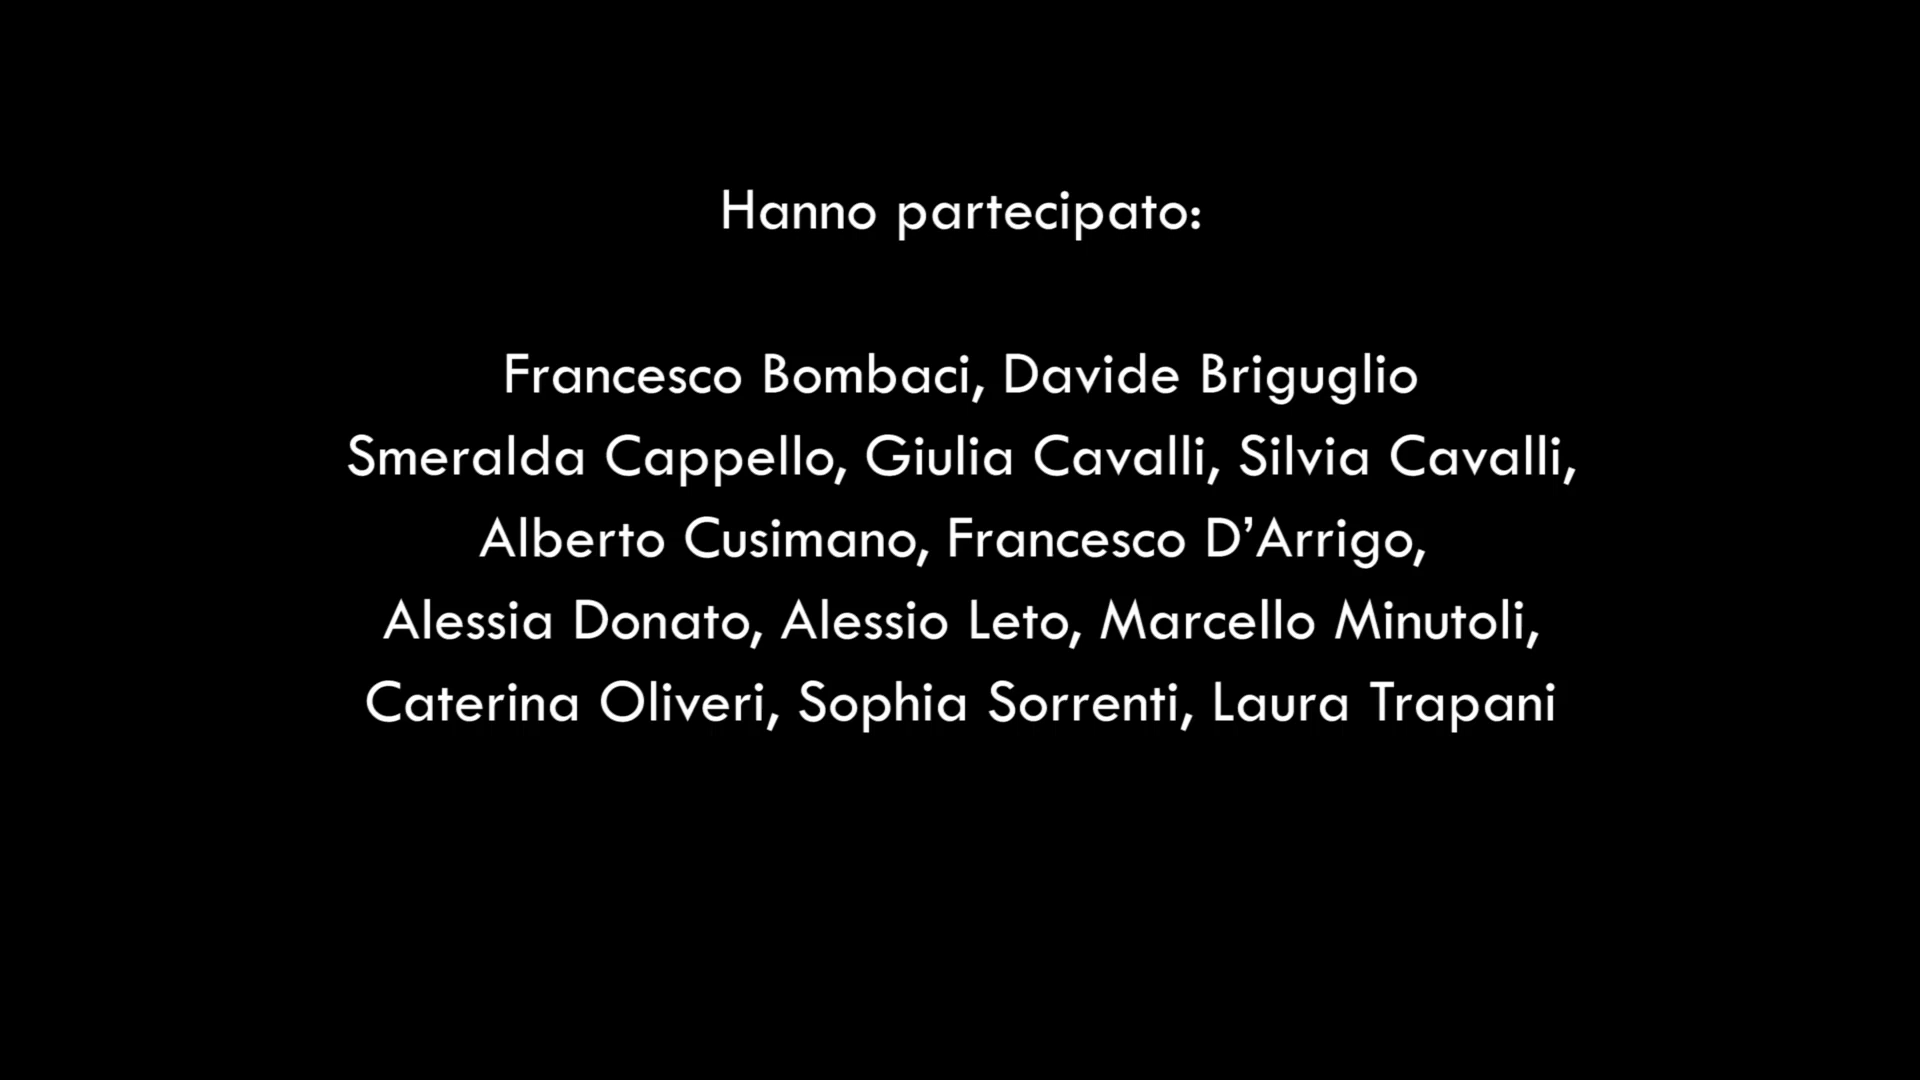 Hanno partecipato:
Francesco Bombaci, Davide Briguglio
Smeralda Cappello, Giulia Cavalli, Silvia Cavalli,
Alberto Cusimano, Francesco D’Arrigo,
Alessia Donato, Alessio Leto, Marcello Minutoli,
Caterina Oliveri, Sophia Sorrenti, Laura Trapani